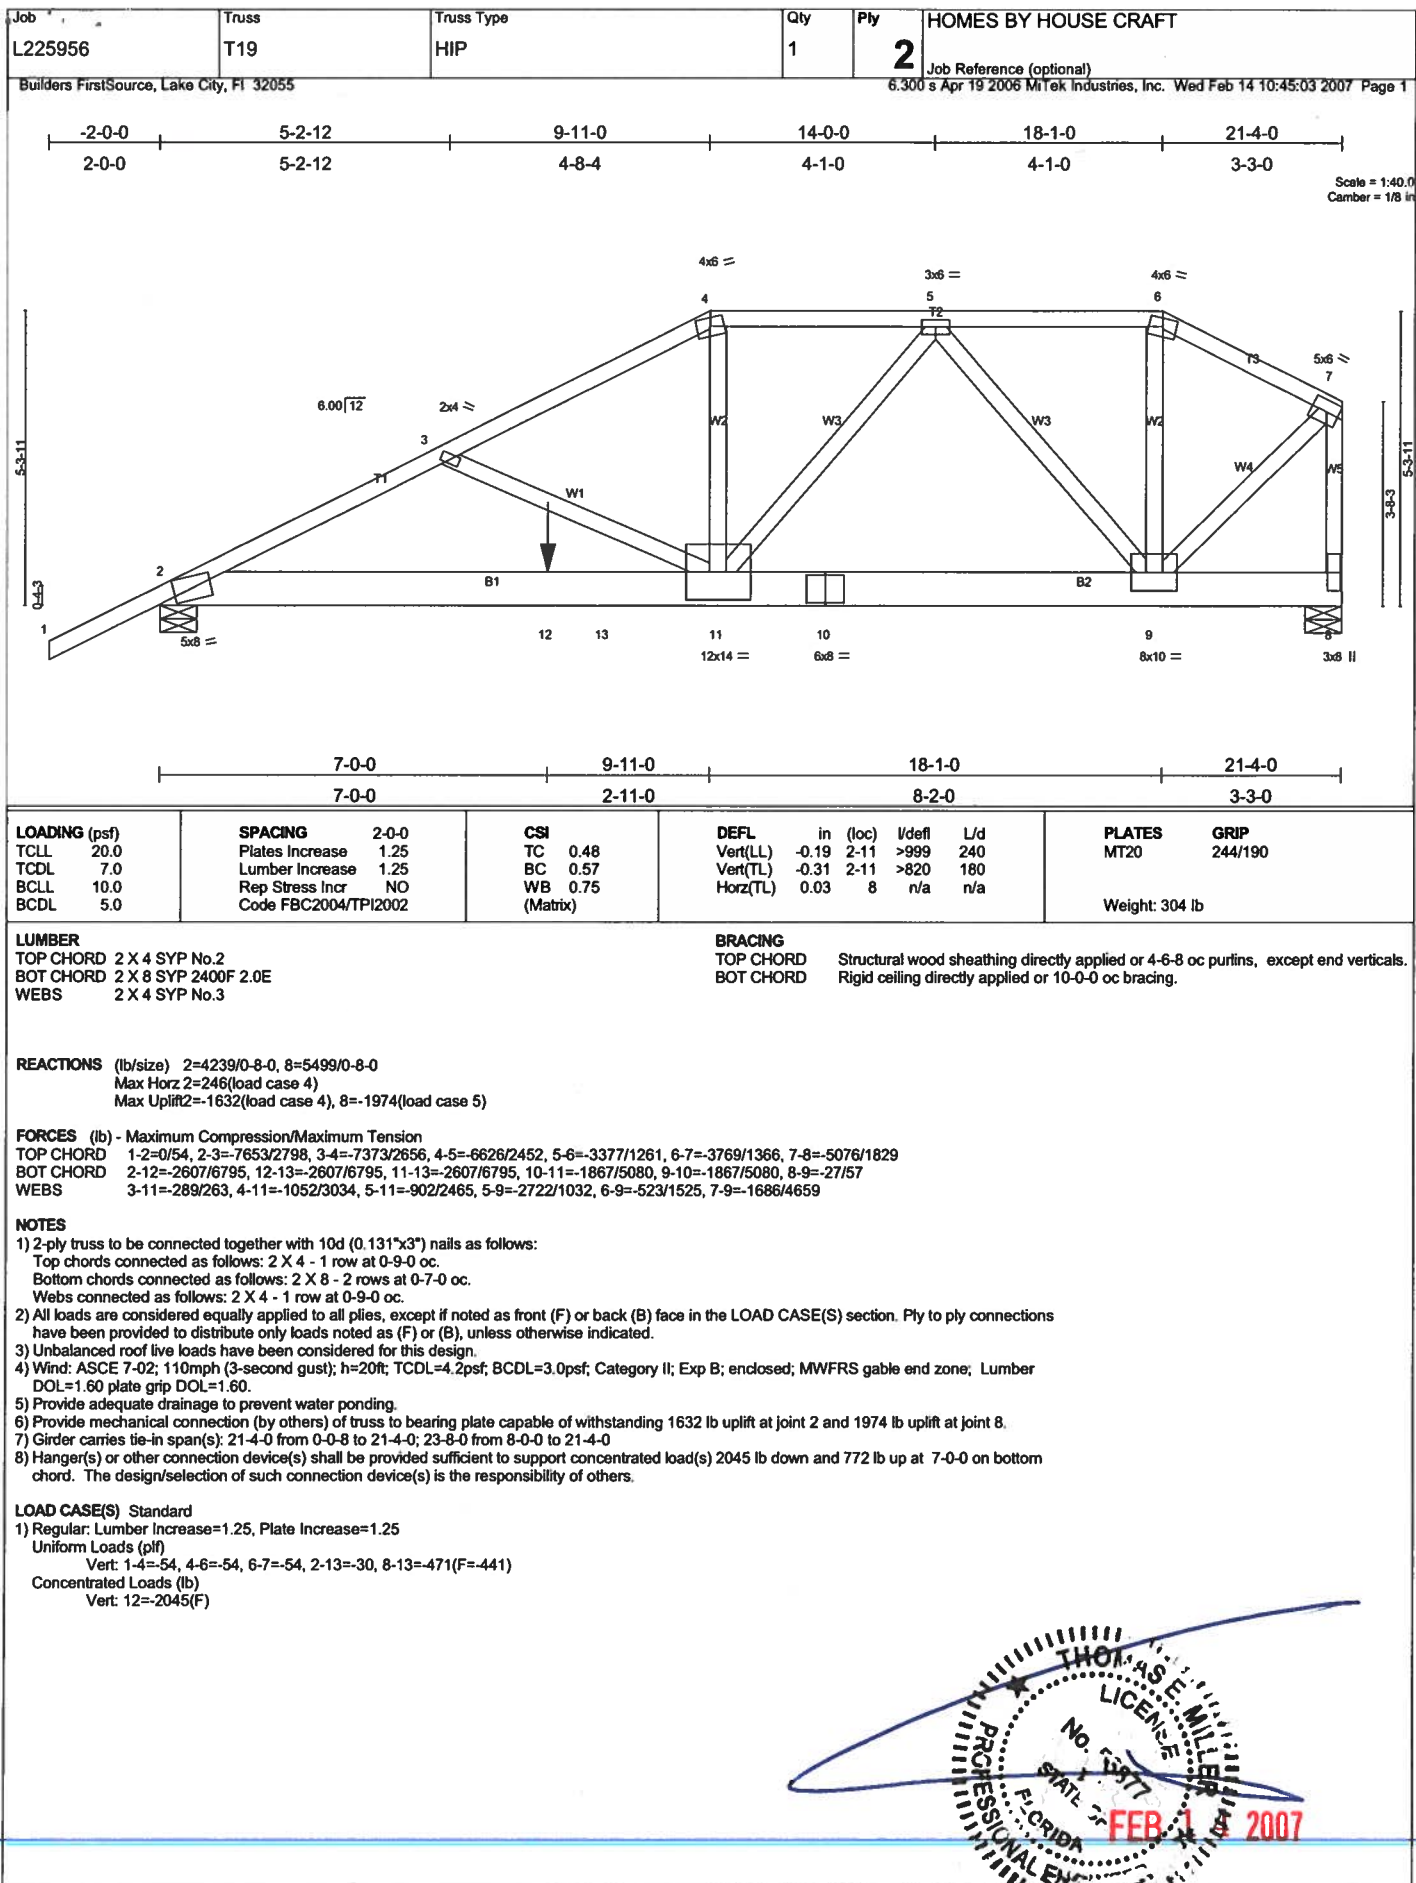 Job Truss Truss Type Qty Ply HOMES BY HOUSE CRAFT
L225956 T19 HIP 1 2
Job Reference (optional)
Builders FirstSource, Lake City, Fl 32055 6.300 s Apr 19 2006 MiTek Industries, Inc. Wed Feb 14 10:45:03 2007 Page 1
-2-0-0 5-2-12 9-11-0 14-0-0 18-1-0 21-4-0
2-0-0 5-2-12 4-8-4 4-1-0 4-1-0 3-3-0
Scale = 1:40.0
Camber = 1/8 in
4x6 = 3x6 = 4x6 =
4 5 6
T2
T3 5x6 =
7
6.00 12 2x4 =
3
W2 W3 W3 W2
5-3-11 T1 W1 W4 W5 3-8-3 5-3-11
2 B1 B2
0-4-3
1
5x8 = 12 13 11 10 9 8
12x14 = 6x8 = 8x10 = 3x8 ||
7-0-0 9-11-0 18-1-0 21-4-0
7-0-0 2-11-0 8-2-0 3-3-0
LOADING (psf) SPACING 2-0-0 CSI DEFL in (loc) l/defl L/d PLATES GRIP
TCLL 20.0 Plates Increase 1.25 TC 0.48 Vert(LL) -0.19 2-11 >999 240 MT20 244/190
TCDL 7.0 Lumber Increase 1.25 BC 0.57 Vert(TL) -0.31 2-11 >820 180
BCLL 10.0 Rep Stress Incr NO WB 0.75 Horz(TL) 0.03 8 n/a n/a
BCDL 5.0 Code FBC2004/TPI2002 (Matrix) Weight: 304 lb
LUMBER BRACING
TOP CHORD 2 X 4 SYP No.2 TOP CHORD Structural wood sheathing directly applied or 4-6-8 oc purlins, except end verticals.
BOT CHORD 2 X 8 SYP 2400F 2.0E BOT CHORD Rigid ceiling directly applied or 10-0-0 oc bracing.
WEBS 2 X 4 SYP No.3
REACTIONS (lb/size) 2=4239/0-8-0, 8=5499/0-8-0
Max Horz 2=246(load case 4)
Max Uplift2=-1632(load case 4), 8=-1974(load case 5)
FORCES (lb) - Maximum Compression/Maximum Tension
TOP CHORD 1-2=0/54, 2-3=-7653/2798, 3-4=-7373/2656, 4-5=-6626/2452, 5-6=-3377/1261, 6-7=-3769/1366, 7-8=-5076/1829
BOT CHORD 2-12=-2607/6795, 12-13=-2607/6795, 11-13=-2607/6795, 10-11=-1867/5080, 9-10=-1867/5080, 8-9=-27/57
WEBS 3-11=-289/263, 4-11=-1052/3034, 5-11=-902/2465, 5-9=-2722/1032, 6-9=-523/1525, 7-9=-1686/4659
NOTES
1) 2-ply truss to be connected together with 10d (0.131"x3") nails as follows:
Top chords connected as follows: 2 X 4 - 1 row at 0-9-0 oc.
Bottom chords connected as follows: 2 X 8 - 2 rows at 0-7-0 oc.
Webs connected as follows: 2 X 4 - 1 row at 0-9-0 oc.
2) All loads are considered equally applied to all plies, except if noted as front (F) or back (B) face in the LOAD CASE(S) section. Ply to ply connections
have been provided to distribute only loads noted as (F) or (B), unless otherwise indicated.
3) Unbalanced roof live loads have been considered for this design.
4) Wind: ASCE 7-02; 110mph (3-second gust); h=20ft; TCDL=4.2psf; BCDL=3.0psf; Category II; Exp B; enclosed; MWFRS gable end zone; Lumber
DOL=1.60 plate grip DOL=1.60.
5) Provide adequate drainage to prevent water ponding.
6) Provide mechanical connection (by others) of truss to bearing plate capable of withstanding 1632 lb uplift at joint 2 and 1974 lb uplift at joint 8.
7) Girder carries tie-in span(s): 21-4-0 from 0-0-8 to 21-4-0; 23-8-0 from 8-0-0 to 21-4-0
8) Hanger(s) or other connection device(s) shall be provided sufficient to support concentrated load(s) 2045 lb down and 772 lb up at 7-0-0 on bottom
chord. The design/selection of such connection device(s) is the responsibility of others.
LOAD CASE(S) Standard
1) Regular: Lumber Increase=1.25, Plate Increase=1.25
Uniform Loads (plf)
Vert: 1-4=-54, 4-6=-54, 6-7=-54, 2-13=-30, 8-13=-471(F=-441)
Concentrated Loads (lb)
Vert: 12=-2045(F)
THOMAS E. MILLER
LICENSE
No.
STATE OF
FLORIDA
PROFESSIONAL
FEB 1 2007